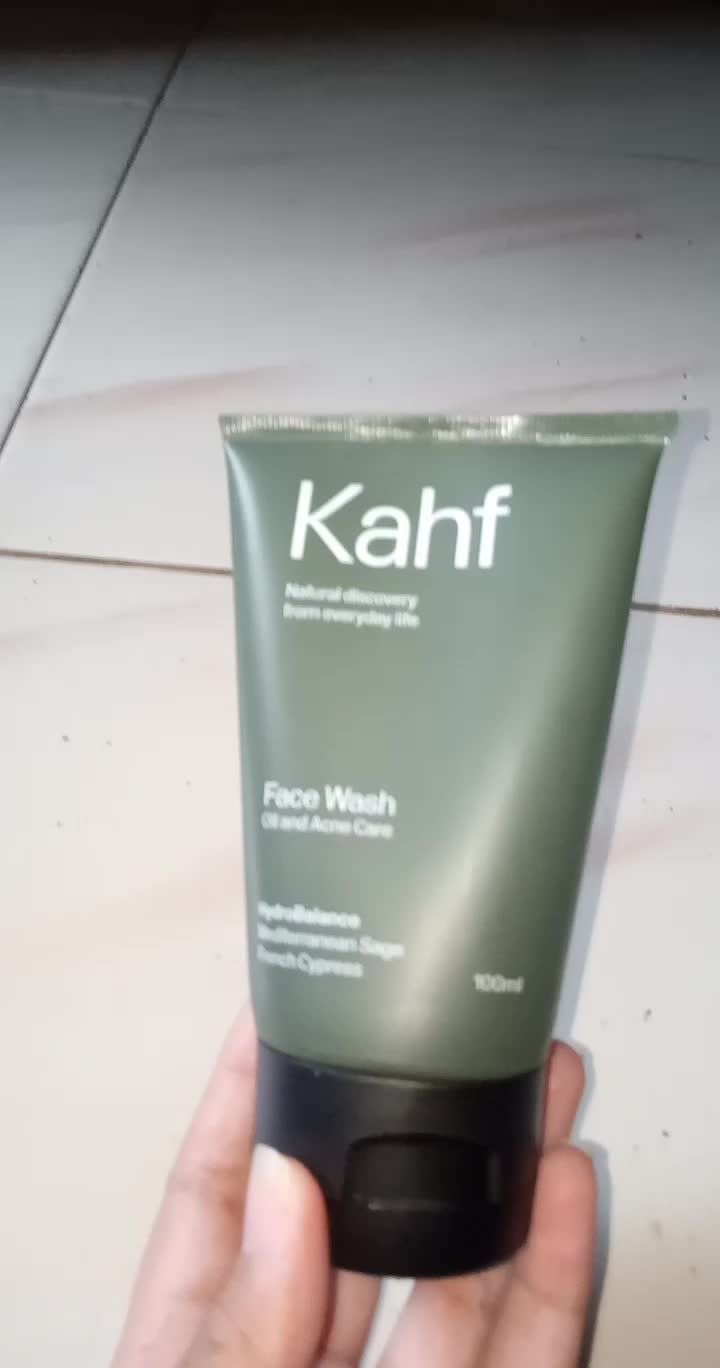 Kahf
Natural discovery
from everyday life
Face Wash
Oil and Acne Care
HydroBalance
Mediterranean Sage
French Cypress
100ml